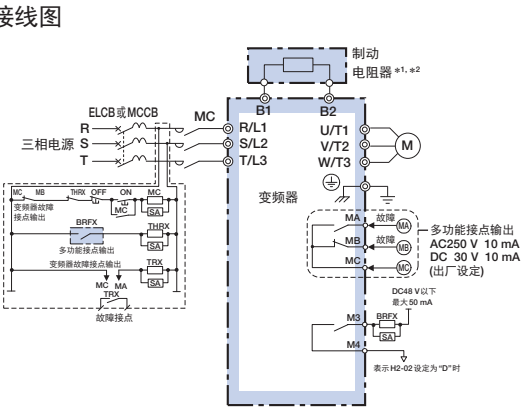 接线图
制动
电阻器 *1, *2
B1 B2
ELCB或MCCB MC
R R/L1 U/T1
三相电源 S S/L2 V/T2 M
T T/L3 W/T3
变频器
MC MB THRX OFF ON MC
变频器故障
接点输出
MC SA
BRFX THRX
SA
多功能接点输出
变频器故障接点输出 TRX
MC MA SA
TRX
故障接点
MA 故障 MA
MB 故障 MB
MC MC
多功能接点输出
AC250 V 10 mA
DC 30 V 10 mA
(出厂设定)
DC48 V以下
最大50 mA
M3 BRFX
SA
M4
表示H2-02设定为“D”时